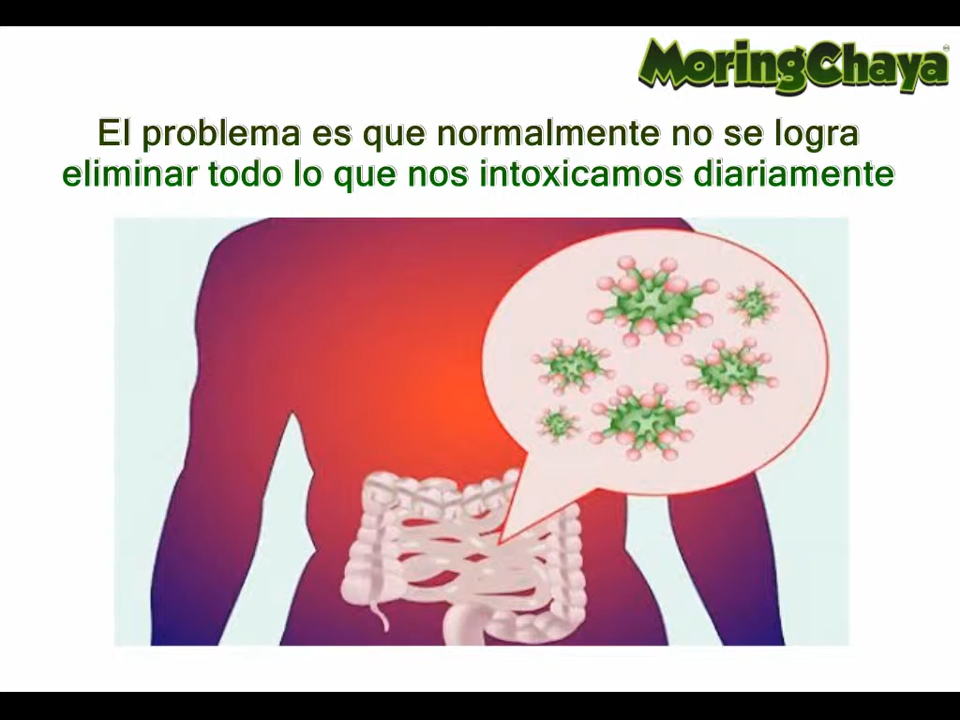 MoringChaya
El problema es que normalmente no se logra
eliminar todo lo que nos intoxicamos diariamente